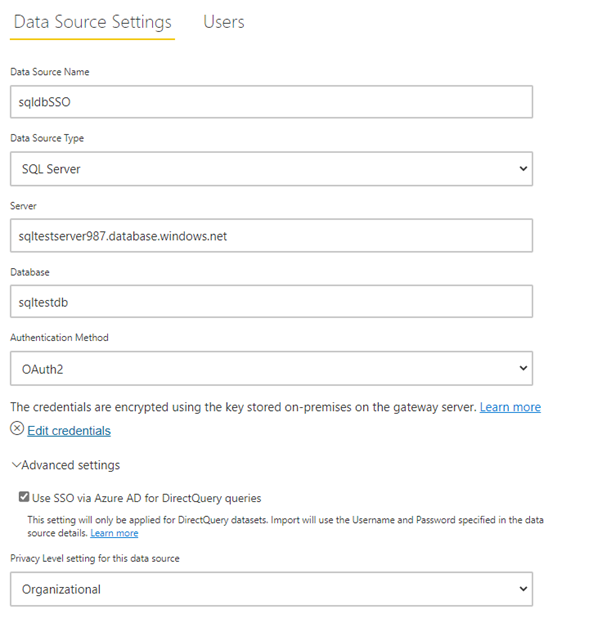 Data Source Settings Users
Data Source Name
sqldbSSO
Data Source Type
SQL Server
Server
sqltestserver987.database.windows.net
Database
sqltestdb
Authentication Method
OAuth2
The credentials are encrypted using the key stored on-premises on the gateway server. Learn more
Edit credentials
Advanced settings
Use SSO via Azure AD for DirectQuery queries
This setting will only be applied for DirectQuery datasets. Import will use the Username and Password specified in the data
source details. Learn more
Privacy Level setting for this data source
Organizational